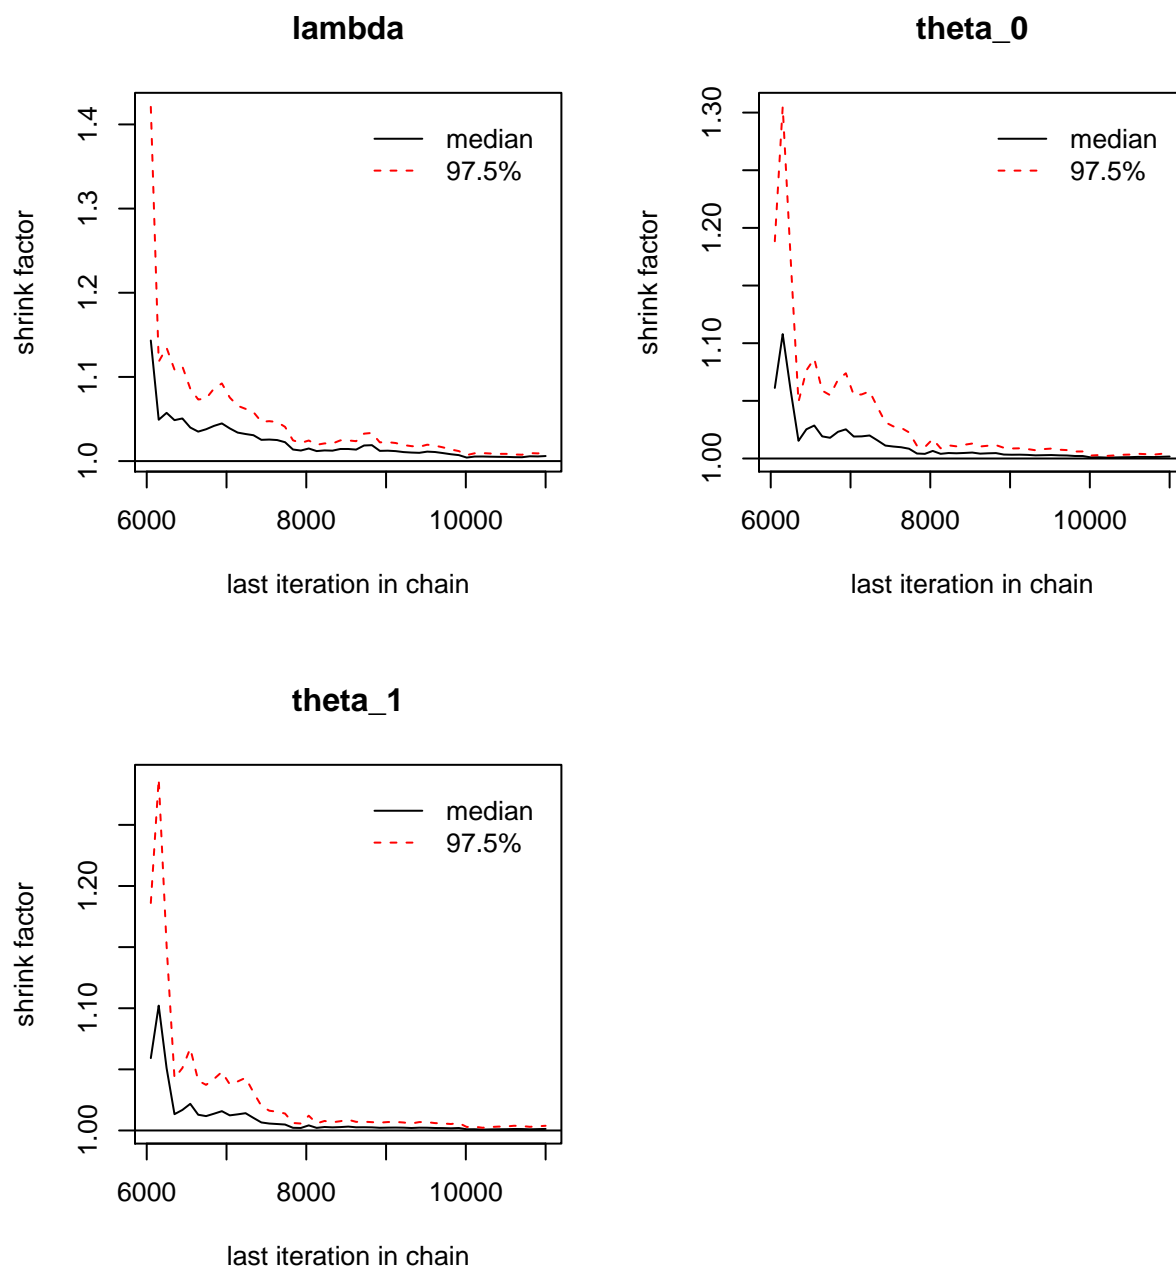 lambda
shrink factor
1.0
1.1
1.2
1.3
1.4
median
97.5%
6000 8000 10000
last iteration in chain
theta_0
shrink factor
1.00
1.10
1.20
1.30
median
97.5%
6000 8000 10000
last iteration in chain
theta_1
shrink factor
1.00
1.10
1.20
median
97.5%
6000 8000 10000
last iteration in chain